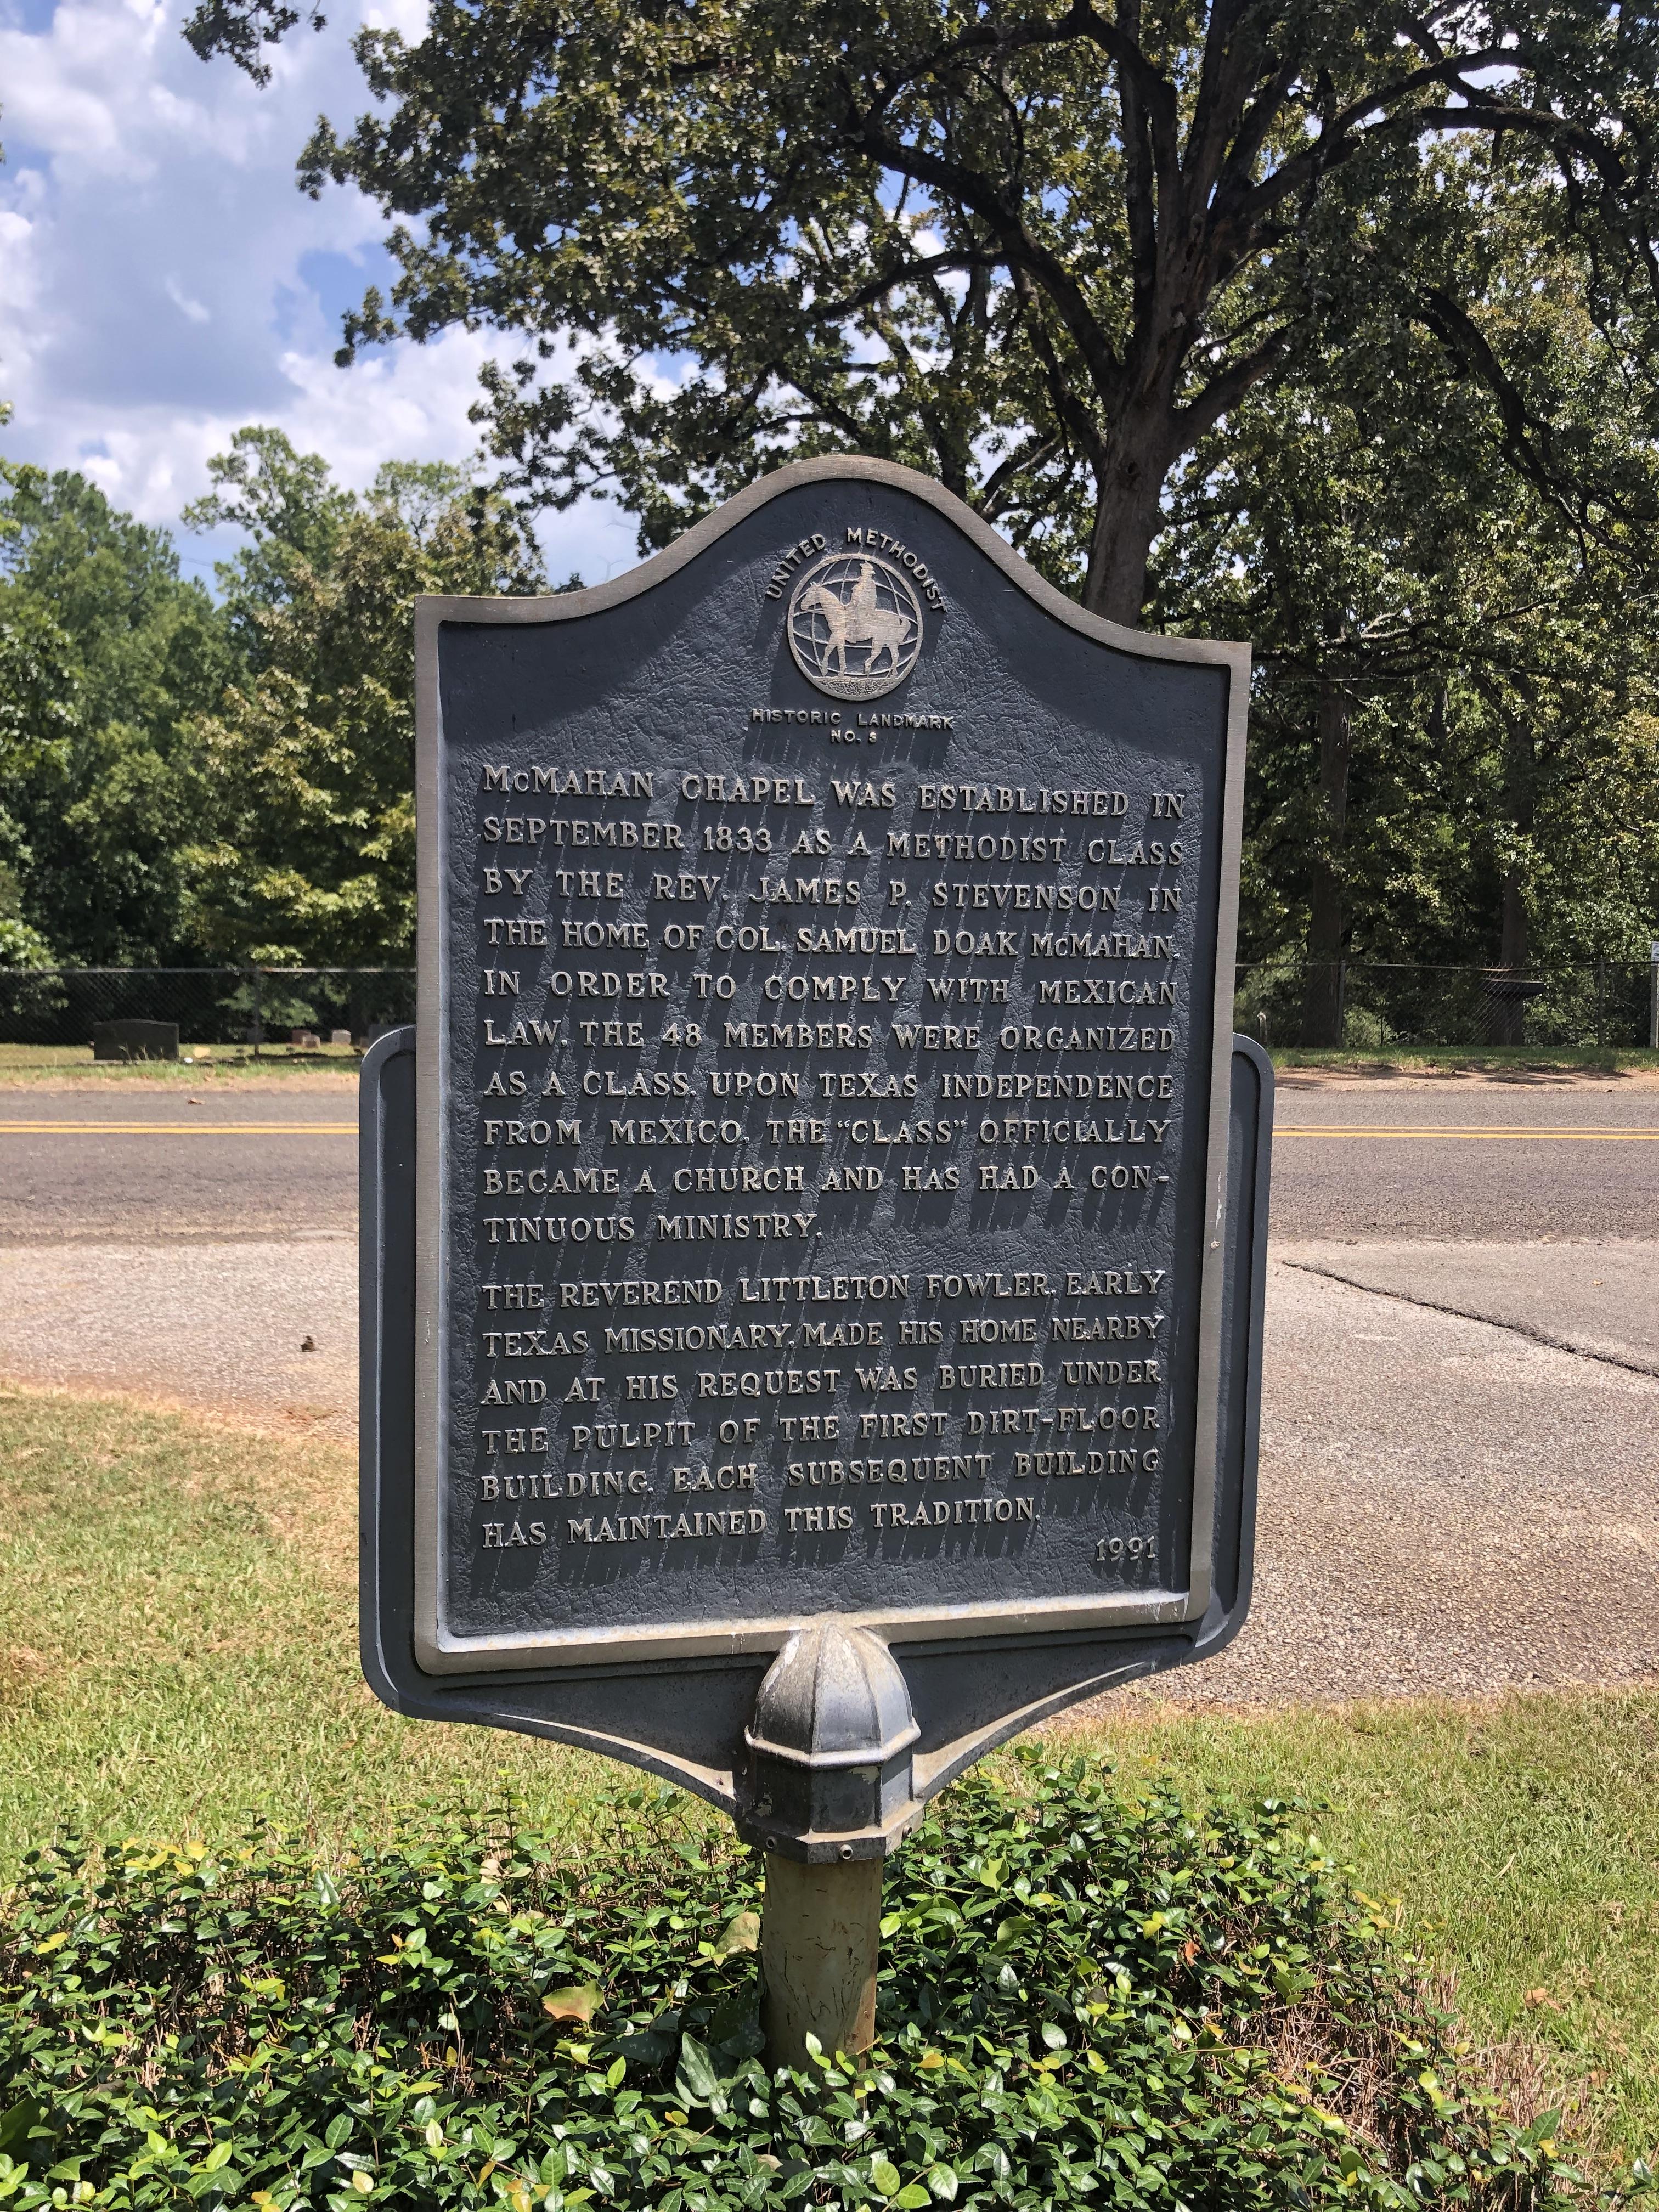 UNITED METHODIST
HISTORIC LANDMARK
NO. 3
McMAHAN CHAPEL WAS ESTABLISHED IN
SEPTEMBER 1833 AS A METHODIST CLASS
BY THE REV. JAMES P. STEVENSON IN
THE HOME OF COL. SAMUEL DOAK McMAHAN.
IN ORDER TO COMPLY WITH MEXICAN
LAW, THE 48 MEMBERS WERE ORGANIZED
AS A CLASS. UPON TEXAS INDEPENDENCE
FROM MEXICO, THE "CLASS" OFFICIALLY
BECAME A CHURCH AND HAS HAD A CON-
TINUOUS MINISTRY.
THE REVEREND LITTLETON FOWLER, EARLY
TEXAS MISSIONARY, MADE HIS HOME NEARBY
AND AT HIS REQUEST WAS BURIED UNDER
THE PULPIT OF THE FIRST DIRT-FLOOR
BUILDING. EACH SUBSEQUENT BUILDING
HAS MAINTAINED THIS TRADITION.
1991